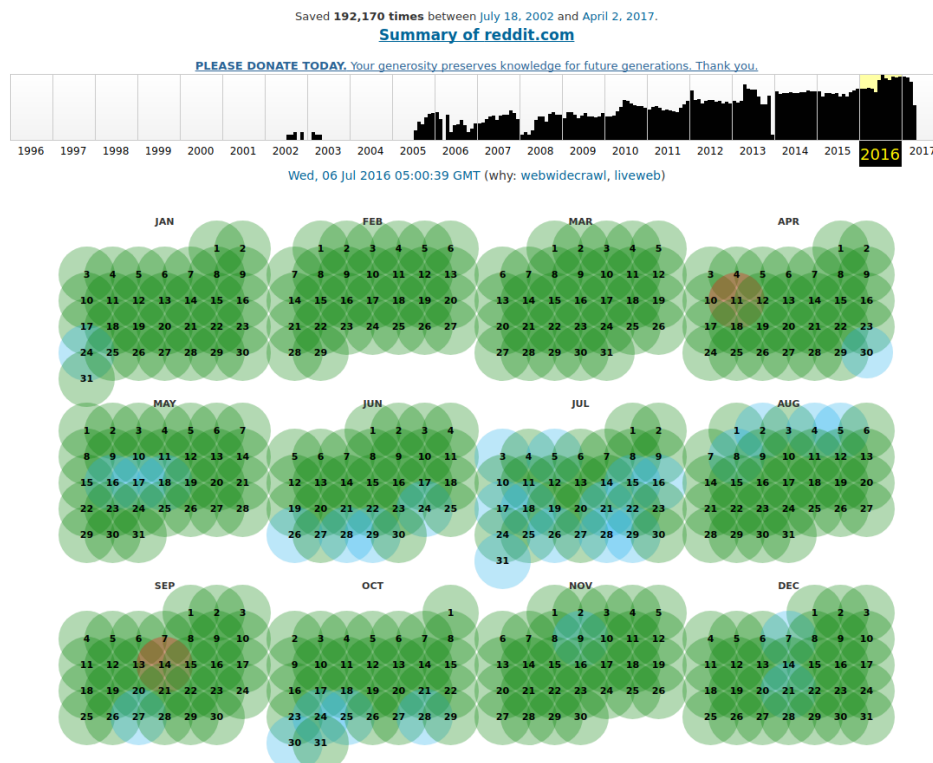 Saved 192,170 times between July 18, 2002 and April 2, 2017.
Summary of reddit.com
PLEASE DONATE TODAY. Your generosity preserves knowledge for future generations. Thank you.
1996 1997 1998 1999 2000 2001 2002 2003 2004 2005 2006 2007 2008 2009 2010 2011 2012 2013 2014 2015 2016 2017
Wed, 06 Jul 2016 05:00:39 GMT (why: webwidecrawl, liveweb)
JAN FEB MAR APR
1 2 1 2 3 4 5 6 1 2 3 4 5 1 2
3 4 5 6 7 8 9 7 8 9 10 11 12 13 6 7 8 9 10 11 12 3 4 5 6 7 8 9
10 11 12 13 14 15 16 14 15 16 17 18 19 20 13 14 15 16 17 18 19 10 11 12 13 14 15 16
17 18 19 20 21 22 23 21 22 23 24 25 26 27 20 21 22 23 24 25 26 17 18 19 20 21 22 23
24 25 26 27 28 29 30 28 29 27 28 29 30 31 24 25 26 27 28 29 30
31
MAY JUN JUL AUG
1 2 3 4 5 6 7 1 2 3 4 1 2 1 2 3 4 5 6
8 9 10 11 12 13 14 5 6 7 8 9 10 11 3 4 5 6 7 8 9 7 8 9 10 11 12 13
15 16 17 18 19 20 21 12 13 14 15 16 17 18 10 11 12 13 14 15 16 14 15 16 17 18 19 20
22 23 24 25 26 27 28 19 20 21 22 23 24 25 17 18 19 20 21 22 23 21 22 23 24 25 26 27
29 30 31 26 27 28 29 30 24 25 26 27 28 29 30 28 29 30 31
31
SEP OCT NOV DEC
1 2 3 1 1 2 3 4 5 1 2 3
4 5 6 7 8 9 10 2 3 4 5 6 7 8 6 7 8 9 10 11 12 4 5 6 7 8 9 10
11 12 13 14 15 16 17 9 10 11 12 13 14 15 13 14 15 16 17 18 19 11 12 13 14 15 16 17
18 19 20 21 22 23 24 16 17 18 19 20 21 22 20 21 22 23 24 25 26 18 19 20 21 22 23 24
25 26 27 28 29 30 23 24 25 26 27 28 29 27 28 29 30 25 26 27 28 29 30 31
30 31